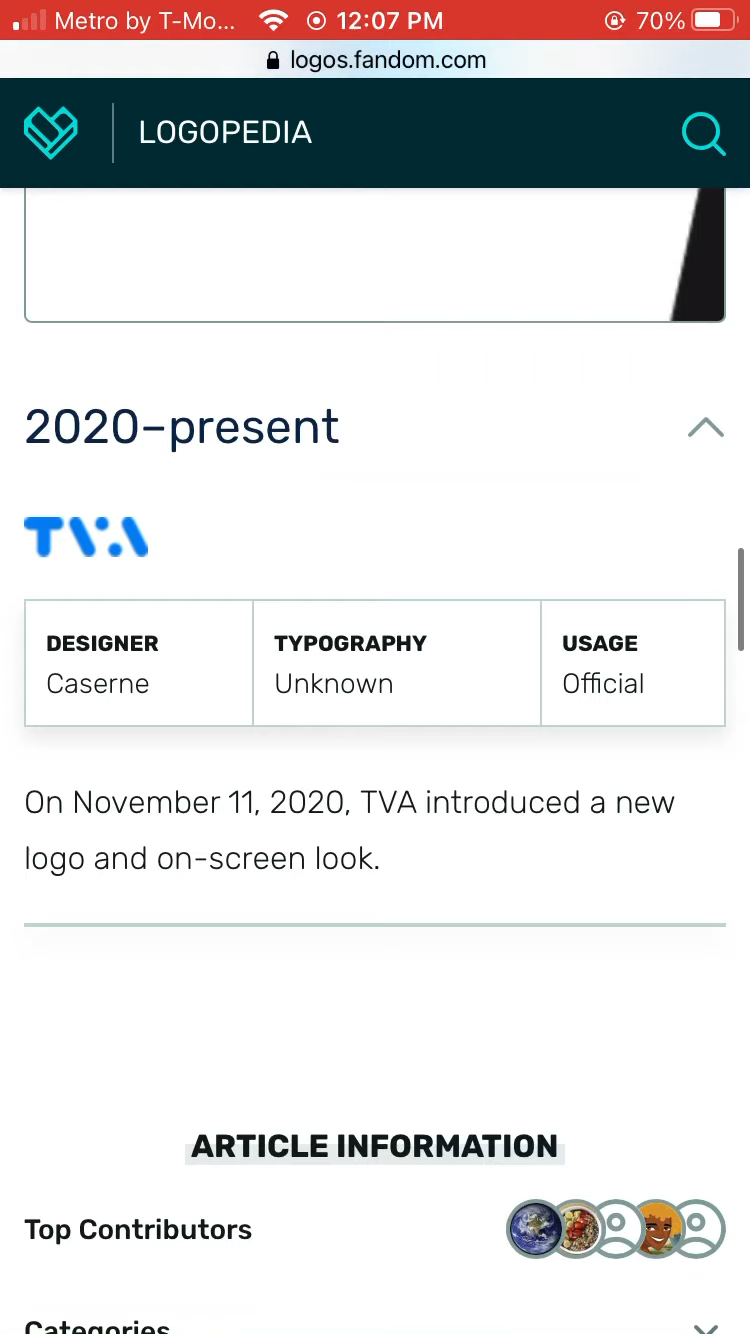 Metro by T-Mo... 12:07 PM 70%
logos.fandom.com
LOGOPEDIA
2020–present
TVA
DESIGNER TYPOGRAPHY USAGE
Caserne Unknown Official
On November 11, 2020, TVA introduced a new
logo and on-screen look.
ARTICLE INFORMATION
Top Contributors
Categories